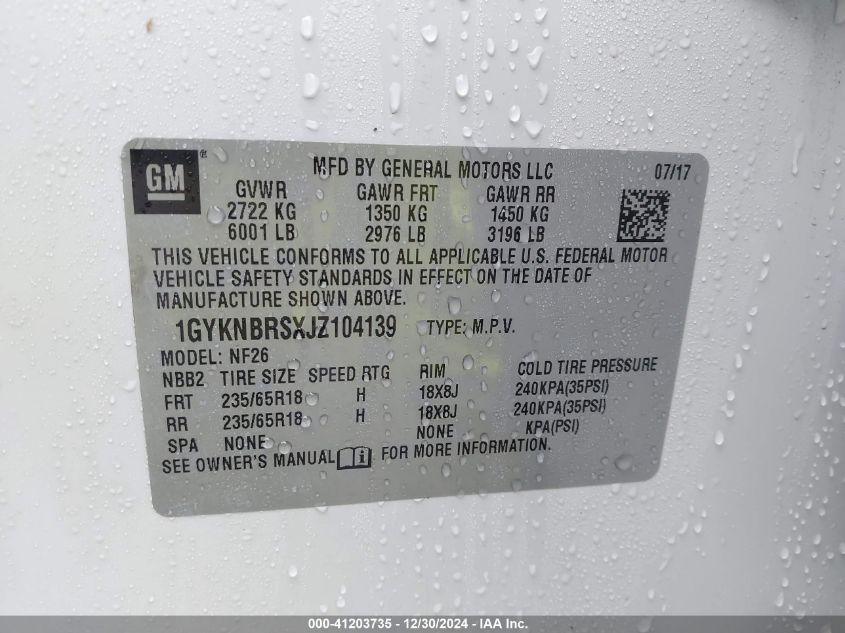 GM ® MFD BY GENERAL MOTORS LLC 07/17
GVWR GAWR FRT GAWR RR
2722 KG 1350 KG 1450 KG
6001 LB 2976 LB 3196 LB
THIS VEHICLE CONFORMS TO ALL APPLICABLE U.S. FEDERAL MOTOR
VEHICLE SAFETY STANDARDS IN EFFECT ON THE DATE OF
MANUFACTURE SHOWN ABOVE.
1GYKNBRSXJZ104139 TYPE: M.P.V.
MODEL: NF26
NBB2 TIRE SIZE SPEED RTG RIM COLD TIRE PRESSURE
FRT 235/65R18 H 18X8J 240KPA(35PSI)
RR 235/65R18 H 18X8J 240KPA(35PSI)
SPA NONE NONE KPA(PSI)
SEE OWNER'S MANUAL FOR MORE INFORMATION.
000-41203735 - 12/30/2024 - IAA Inc.